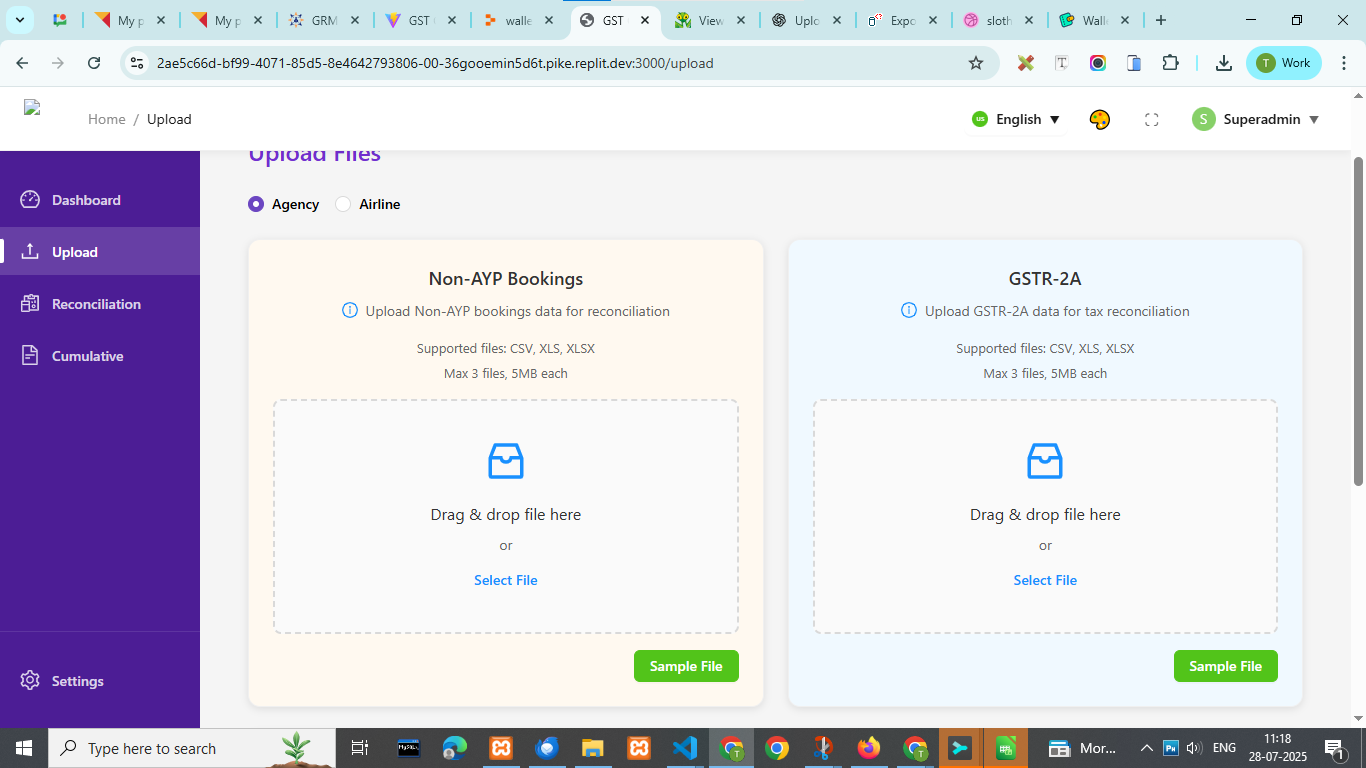 My p
My p
GRM
GST
walle
GST
View
Uplo
Expo
sloth
Walle
2ae5c66d-bf99-4071-85d5-8e4642793806-00-36gooemin5d6t.pike.replit.dev:3000/upload
T
Work
Home / Upload
us English
S Superadmin
Upload Files
Dashboard
Upload
Reconciliation
Cumulative
Settings
Agency Airline
Non-AYP Bookings
Upload Non-AYP bookings data for reconciliation
Supported files: CSV, XLS, XLSX
Max 3 files, 5MB each
Drag & drop file here
or
Select File
Sample File
GSTR-2A
Upload GSTR-2A data for tax reconciliation
Supported files: CSV, XLS, XLSX
Max 3 files, 5MB each
Drag & drop file here
or
Select File
Sample File
Type here to search
MySQL
Mor...
ENG
11:18
28-07-2025
1